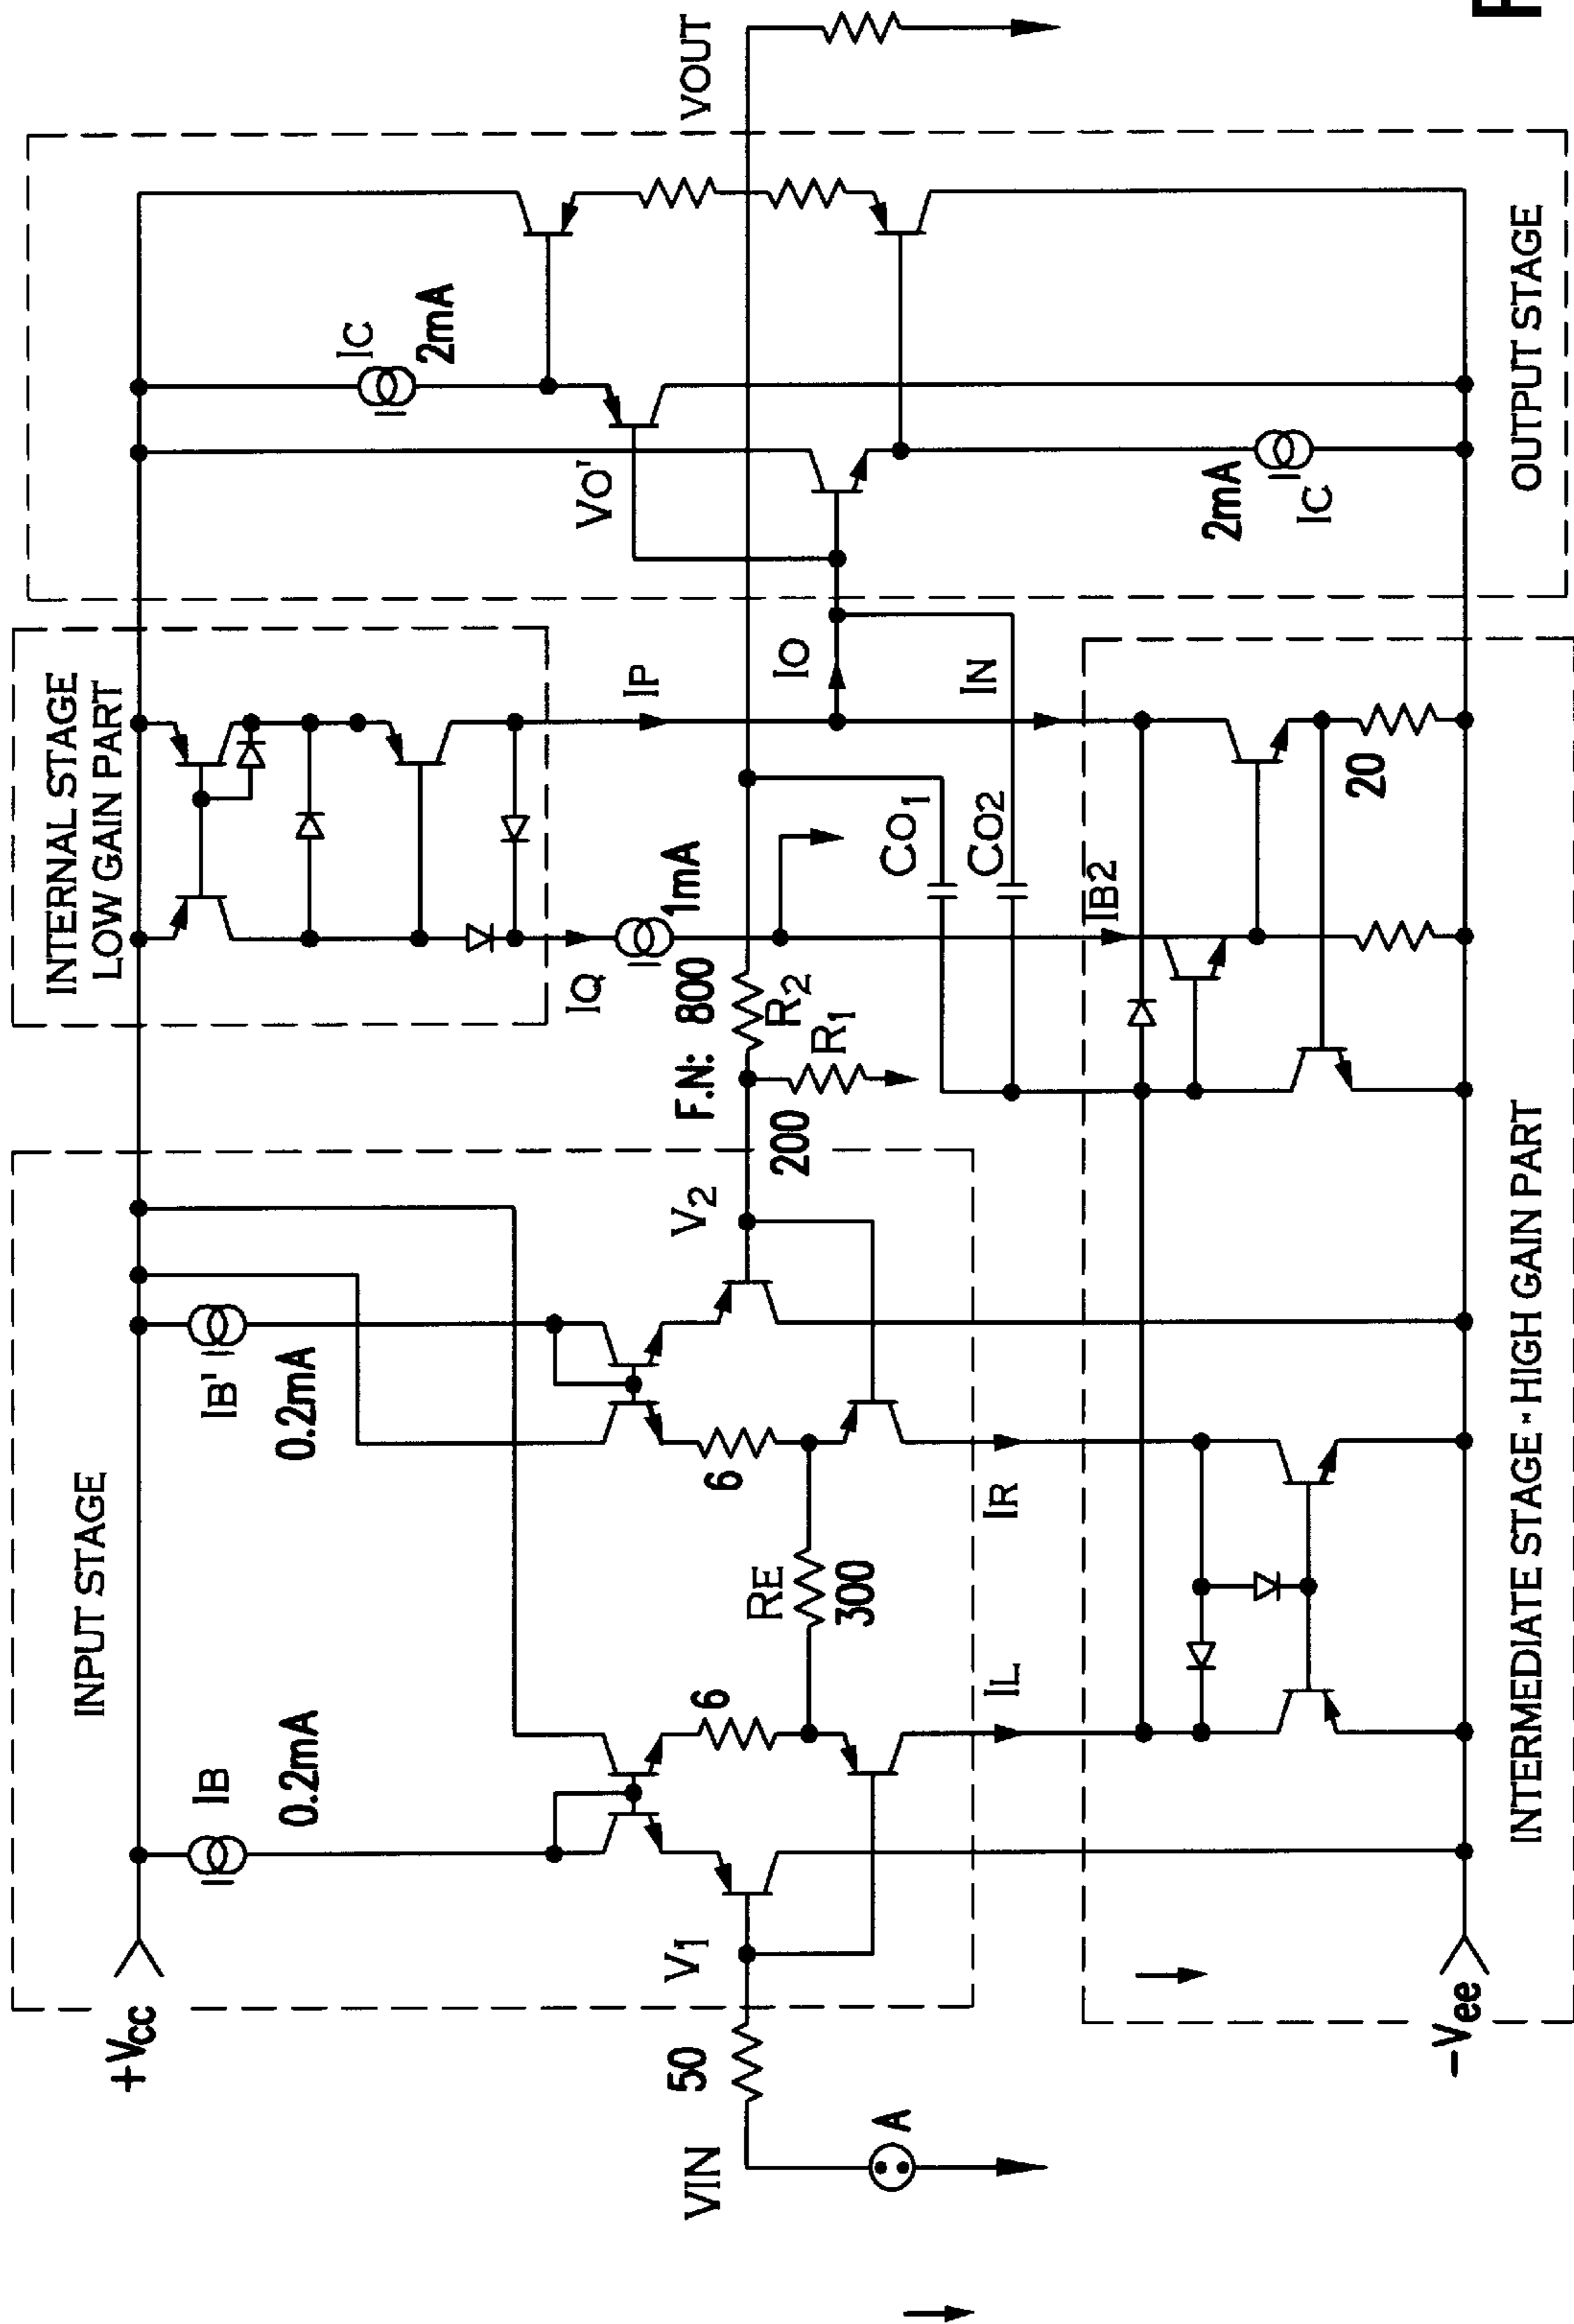 INPUT STAGE
INTERNAL STAGE
LOW GAIN PART
+Vcc
IB
0.2mA
IB'
0.2mA
IC
2mA
VOUT
VIN
50
A
V1
6
RE
300
6
V2
F.N: 800
R2
200
R1
IQ
1mA
IP
IO
VO'
CO1
CO2
IN
IL
IR
IB2
20
2mA
IC
-Vee
INTERMEDIATE STAGE - HIGH GAIN PART
OUTPUT STAGE